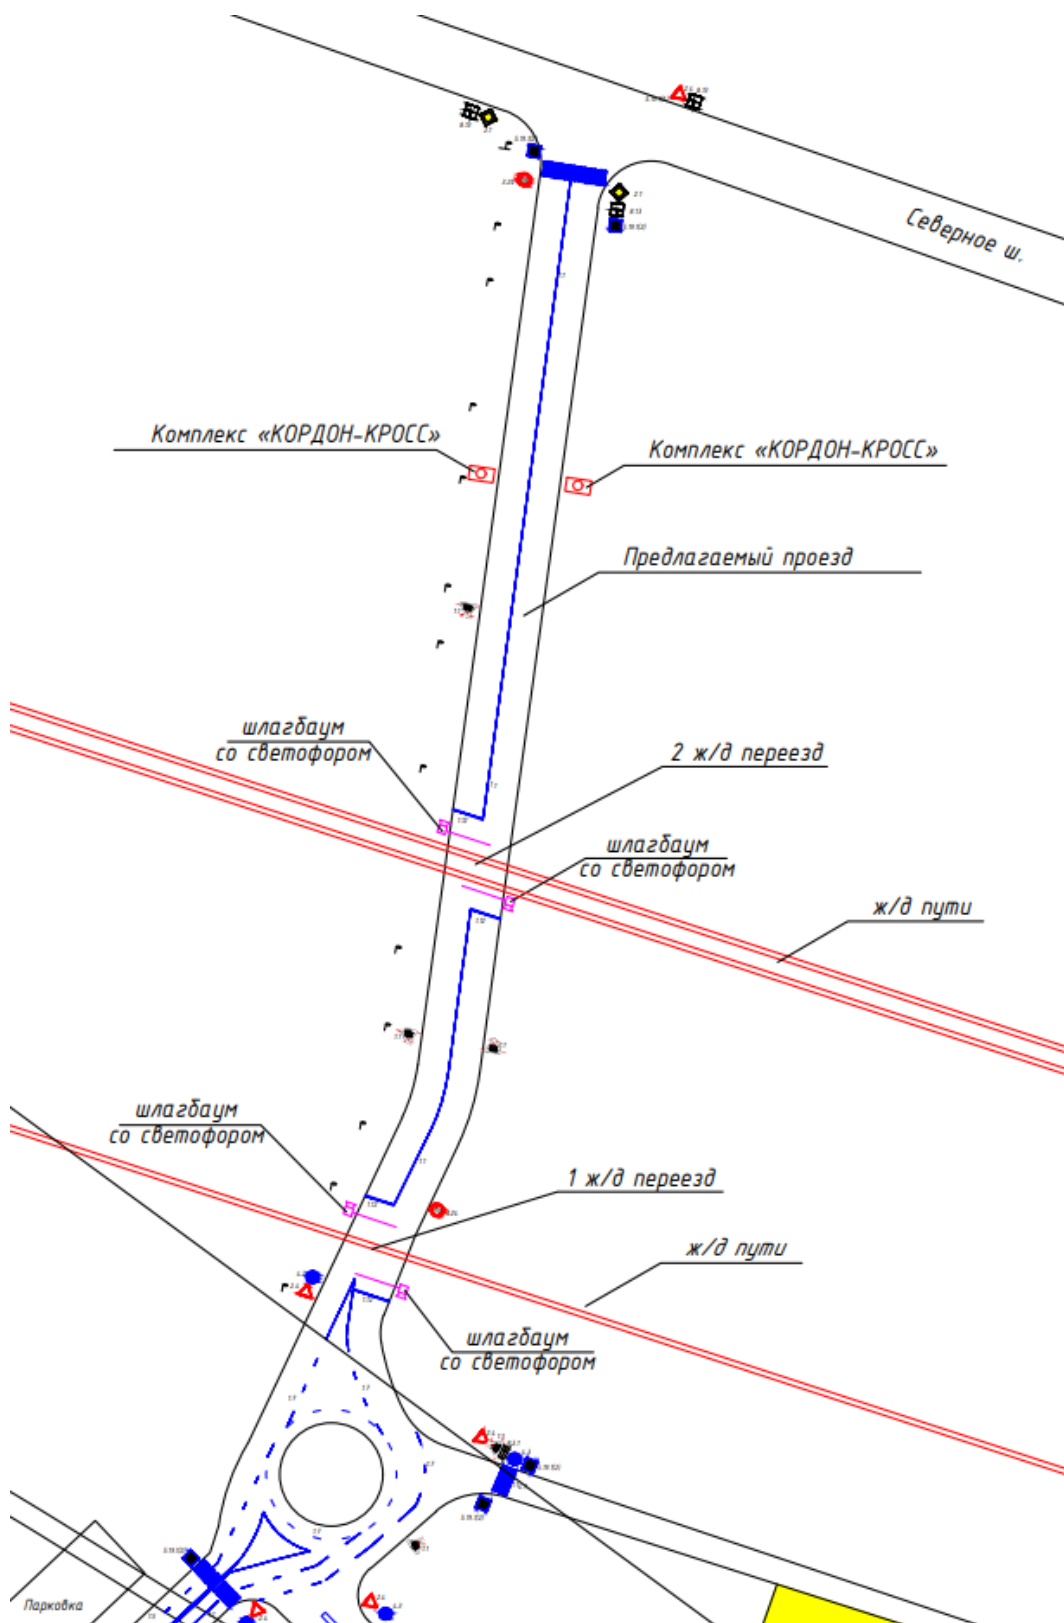 Северное ш.
Комплекс «КОРДОН-КРОСС»
Комплекс «КОРДОН-КРОСС»
Предлагаемый проезд
шлагбаум
со светофором
2 ж/д переезд
шлагбаум
со светофором
ж/д пути
шлагбаум
со светофором
1 ж/д переезд
ж/д пути
шлагбаум
со светофором
Парковка